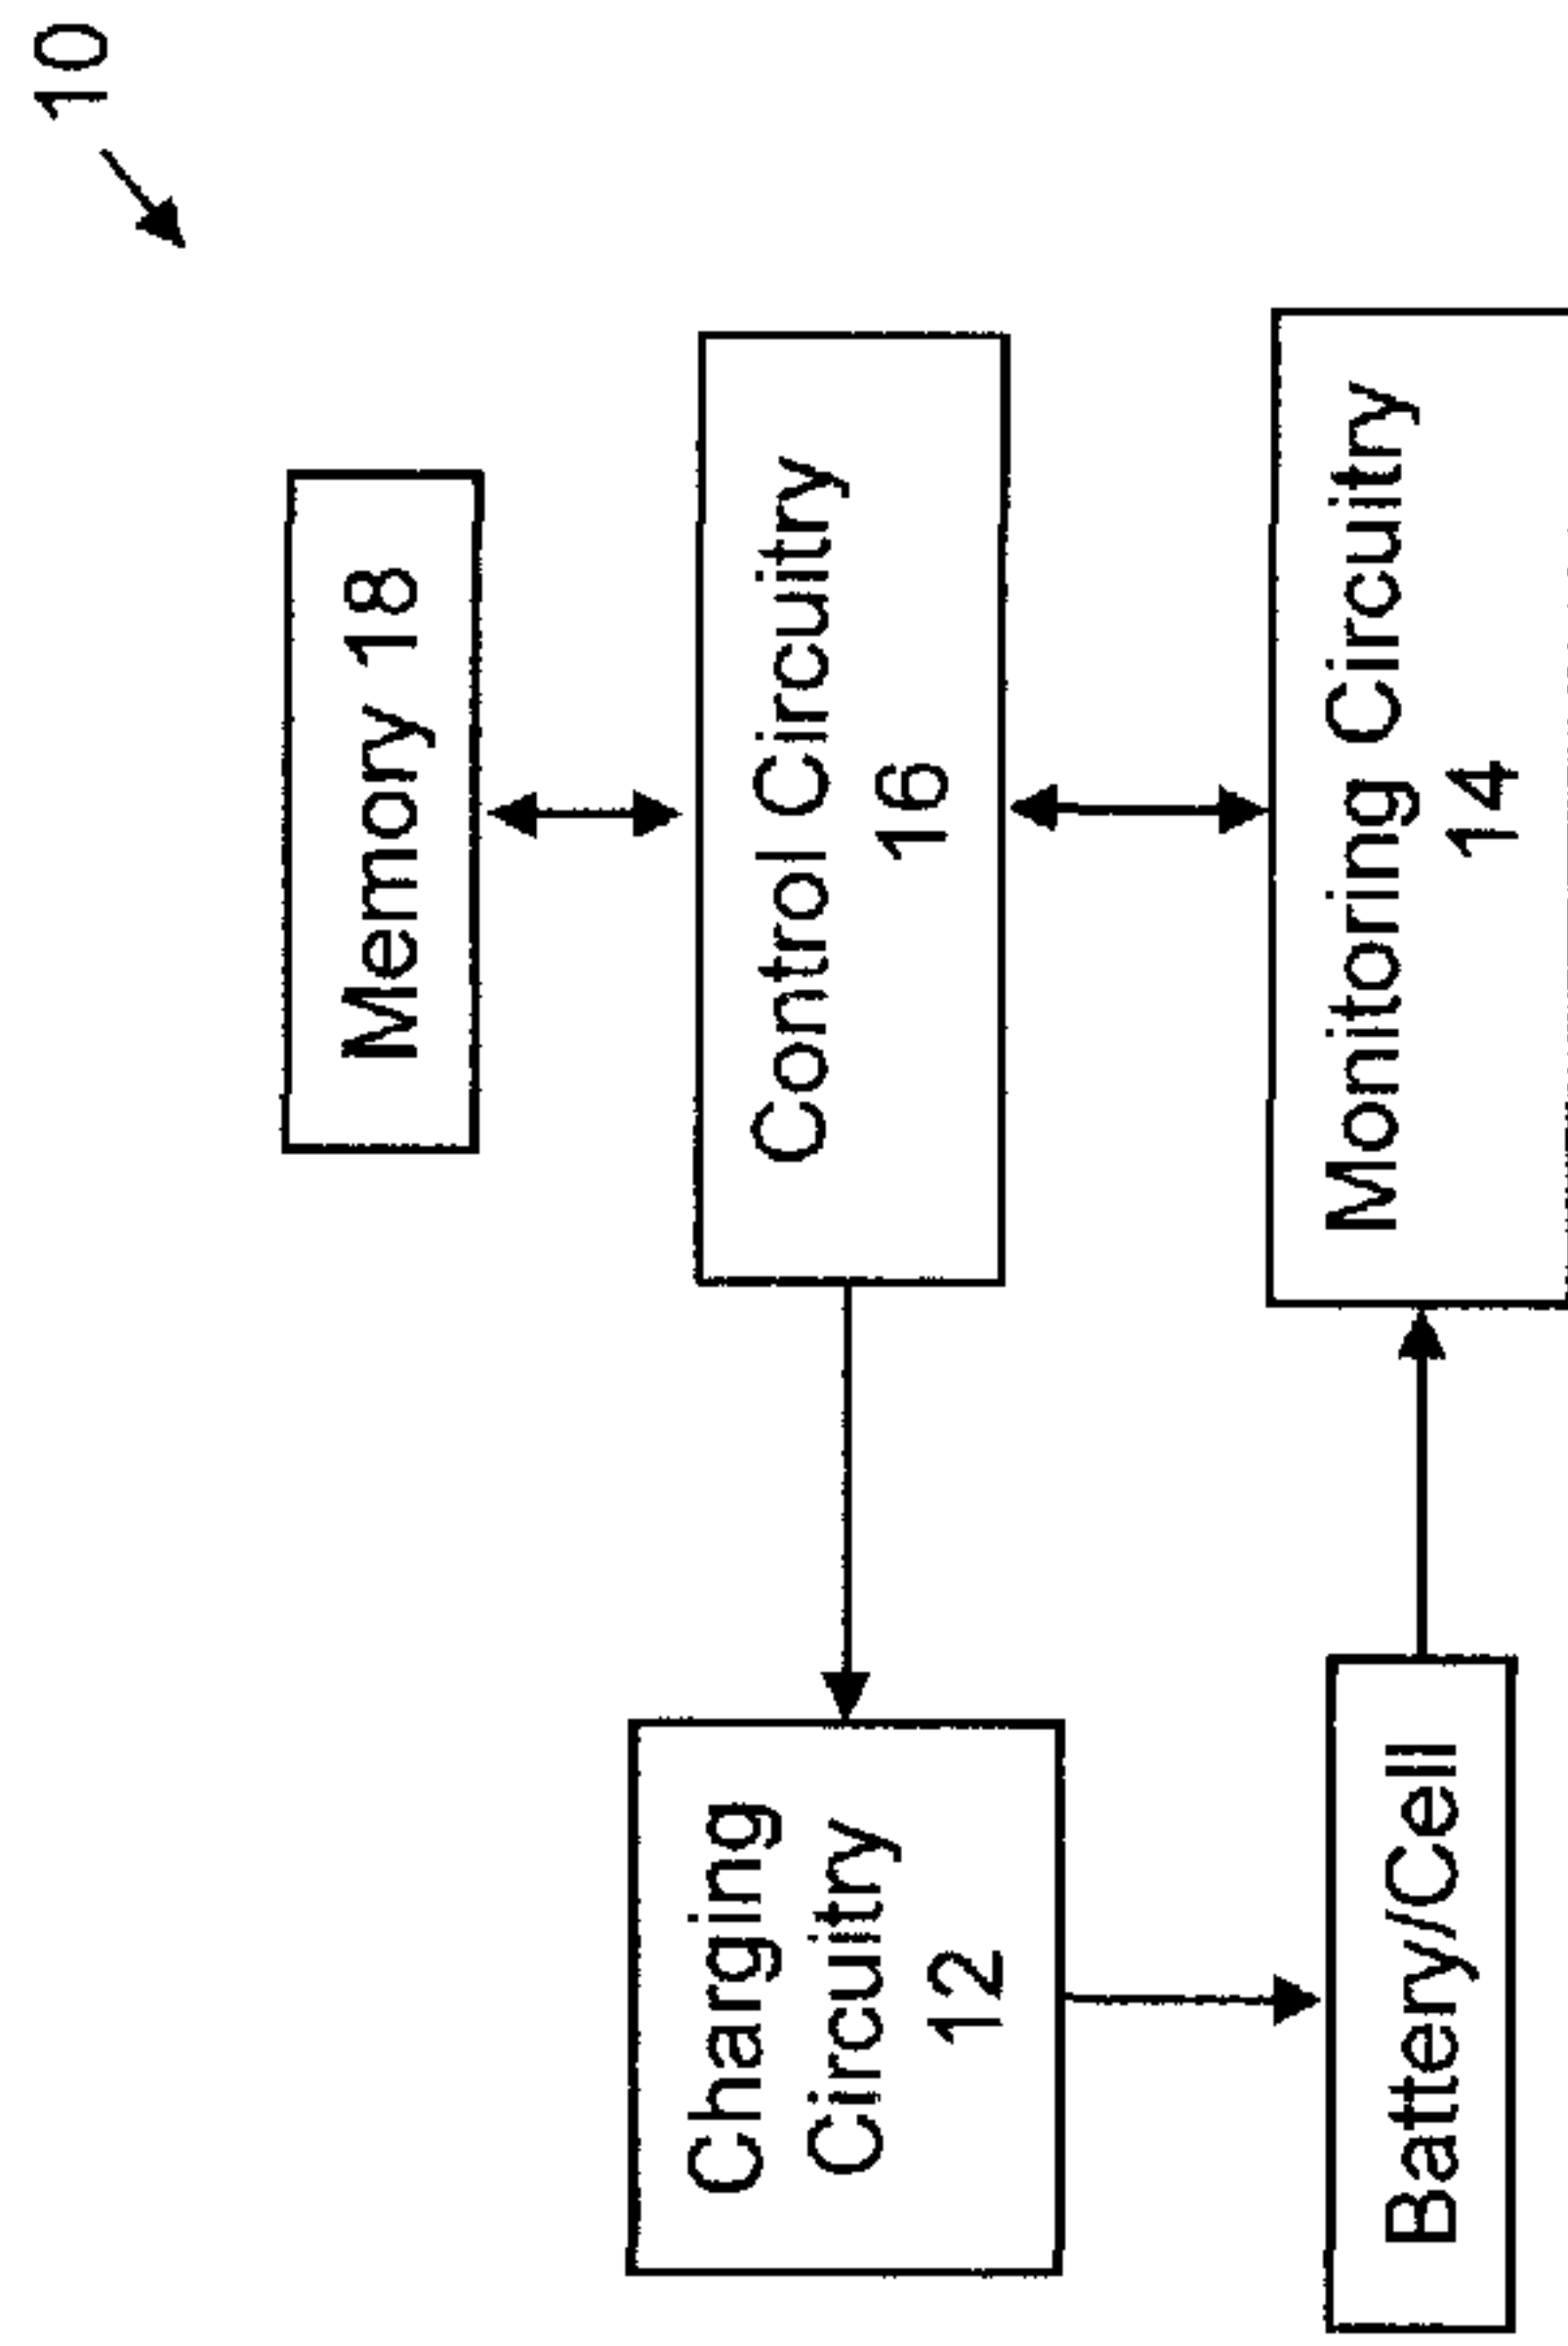 10
Memory 18
Control Circuitry
16
Charging
Circuitry
12
Monitoring Circuitry
14
Battery/Cell